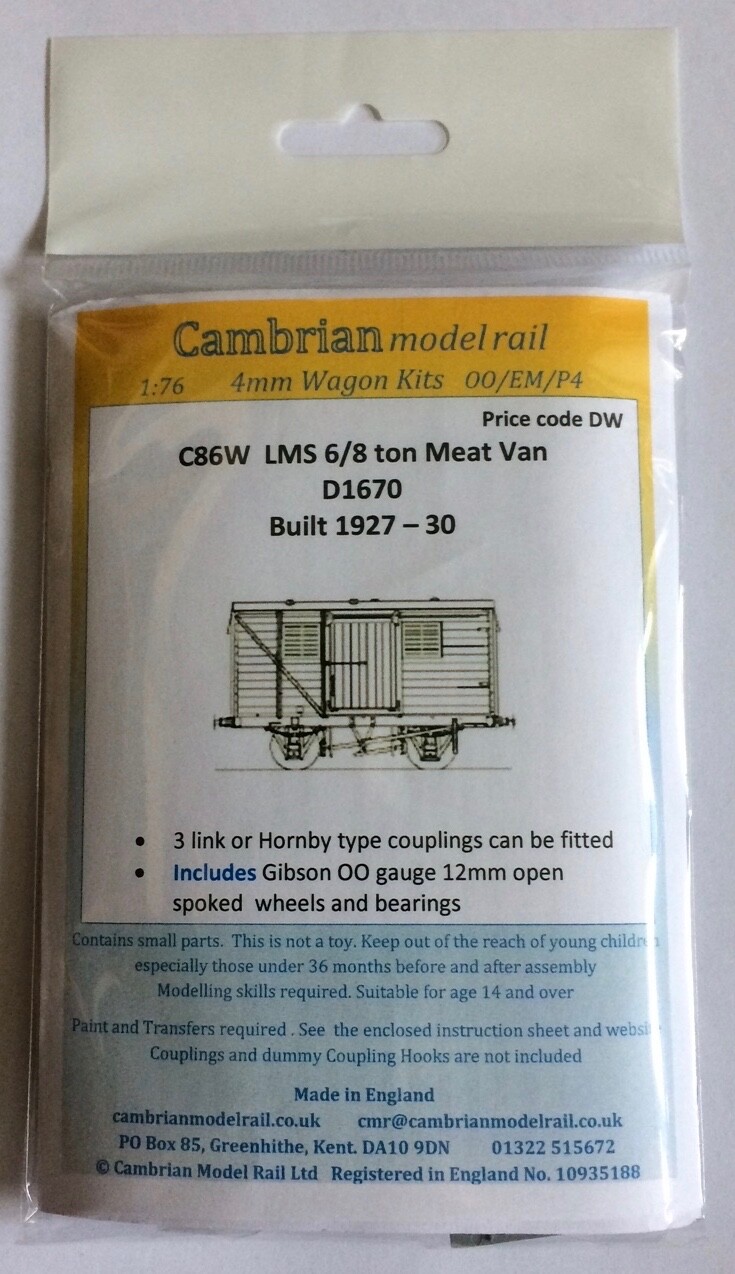 Cambrian model rail
1:76 4mm Wagon Kits OO/EM/P4
Price code DW
C86W LMS 6/8 ton Meat Van
D1670
Built 1927 – 30
• 3 link or Hornby type couplings can be fitted
• Includes Gibson OO gauge 12mm open
spoked wheels and bearings
Contains small parts. This is not a toy. Keep out of the reach of young children
especially those under 36 months before and after assembly
Modelling skills required. Suitable for age 14 and over
Paint and Transfers required . See the enclosed instruction sheet and
Couplings and dummy Coupling Hooks are not included
Made in England
cambrianmodelrail.co.uk cmr@cambrianmodelrail.co.uk
PO Box 85, Greenhithe, Kent. DA10 9DN 01322 515672
© Cambrian Model Rail Ltd Registered in England No. 10935188